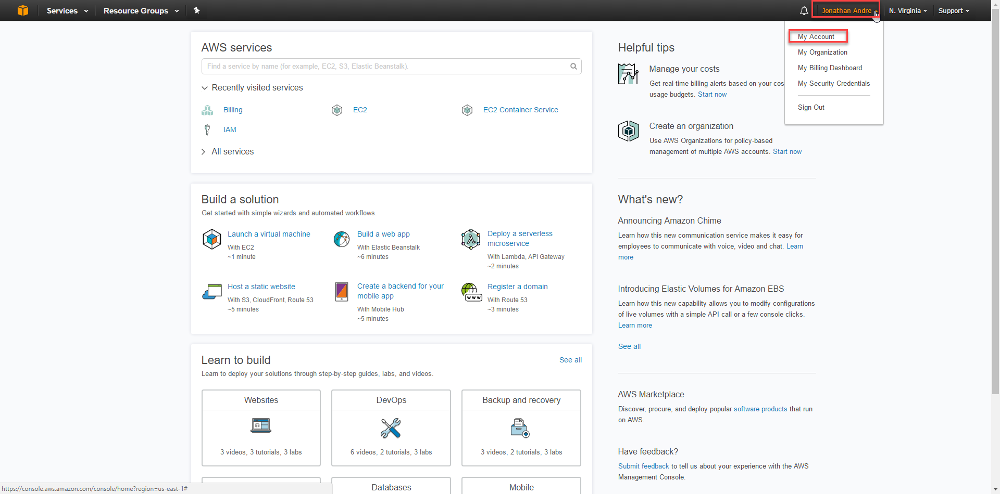 Services
Resource Groups
Jonathan Andre
N. Virginia
Support
My Account
My Organization
My Billing Dashboard
My Security Credentials
Sign Out
AWS services
Find a service by name (for example, EC2, S3, Elastic Beanstalk).
Recently visited services
Billing
EC2
EC2 Container Service
IAM
All services
Build a solution
Get started with simple wizards and automated workflows.
Launch a virtual machine
With EC2
~1 minute
Build a web app
With Elastic Beanstalk
~6 minutes
Deploy a serverless
microservice
With Lambda, API Gateway
~2 minutes
Host a static website
With S3, CloudFront, Route 53
~5 minutes
Create a backend for your
mobile app
With Mobile Hub
~5 minutes
www
Register a domain
With Route 53
~3 minutes
Learn to build
See all
Learn to deploy your solutions through step-by-step guides, labs, and videos.
Websites
3 videos, 3 tutorials, 3 labs
DevOps
6 videos, 2 tutorials, 3 labs
Backup and recovery
3 videos, 2 tutorials, 3 labs
Databases
Mobile
Helpful tips
Manage your costs
Get real-time billing alerts based on your
usage budgets. Start now
Create an organization
Use AWS Organizations for policy-based
management of multiple AWS accounts. Start now
What's new?
Announcing Amazon Chime
Learn how this new communication service makes it easy for
employees to communicate with voice, video and chat. Learn
more
Introducing Elastic Volumes for Amazon EBS
Learn how this new capability allows you to modify configurations
of live volumes with a simple API call or a few console clicks.
Learn more
See all
AWS Marketplace
Discover, procure, and deploy popular software products that run
on AWS.
Have feedback?
Submit feedback to tell us about your experience with the AWS
Management Console.
https://console.aws.amazon.com/console/home?region=us-east-1#